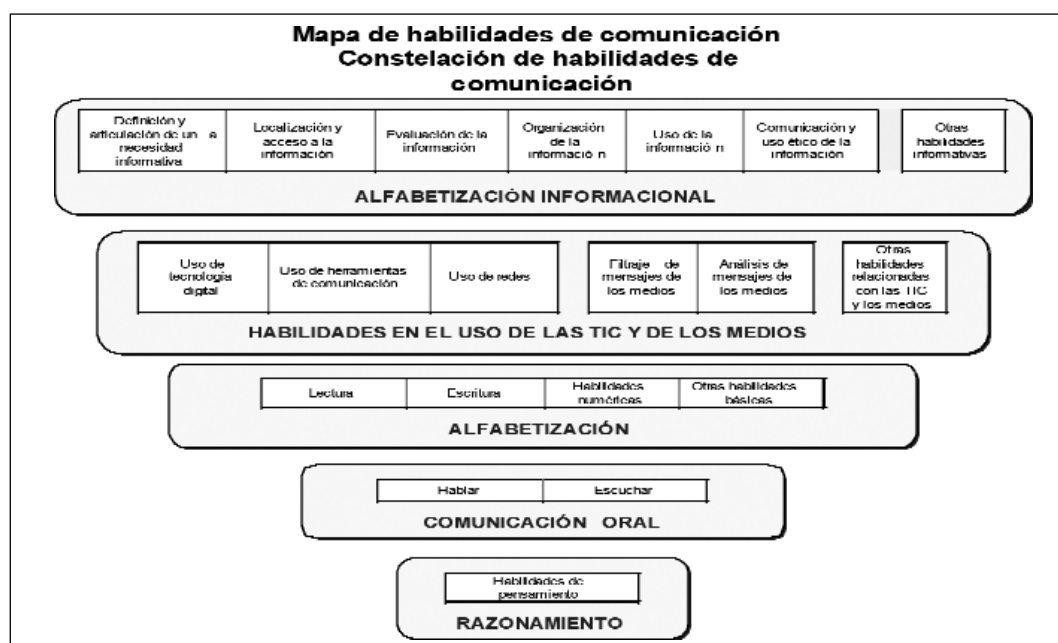 Mapa de habilidades de comunicación
Constelación de habilidades de
comunicación
Definición y
articulación de un a
necesidad
informativa
Localización y
acceso a la
información
Evaluación de la
información
Organización
de la
informació n
Uso de la
informació n
Comunicación y
uso ético de la
información
Otras
habilidades
informativas
ALFABETIZACIÓN INFORMACIONAL
Uso de
tecnología
digital
Uso de herramientas
de comunicación
Uso de redes
Filtraje de
mensajes de
los medios
Análisis de
mensajes de
los medios
Otras
habilidades
relacionadas
con las TIC
y los medios
HABILIDADES EN EL USO DE LAS TIC Y DE LOS MEDIOS
Lectura
Escritura
Habilidades
numéricas
Otras habilidades
básicas
ALFABETIZACIÓN
Hablar
Escuchar
COMUNICACIÓN ORAL
Habilidades de
pensamiento
RAZONAMIENTO